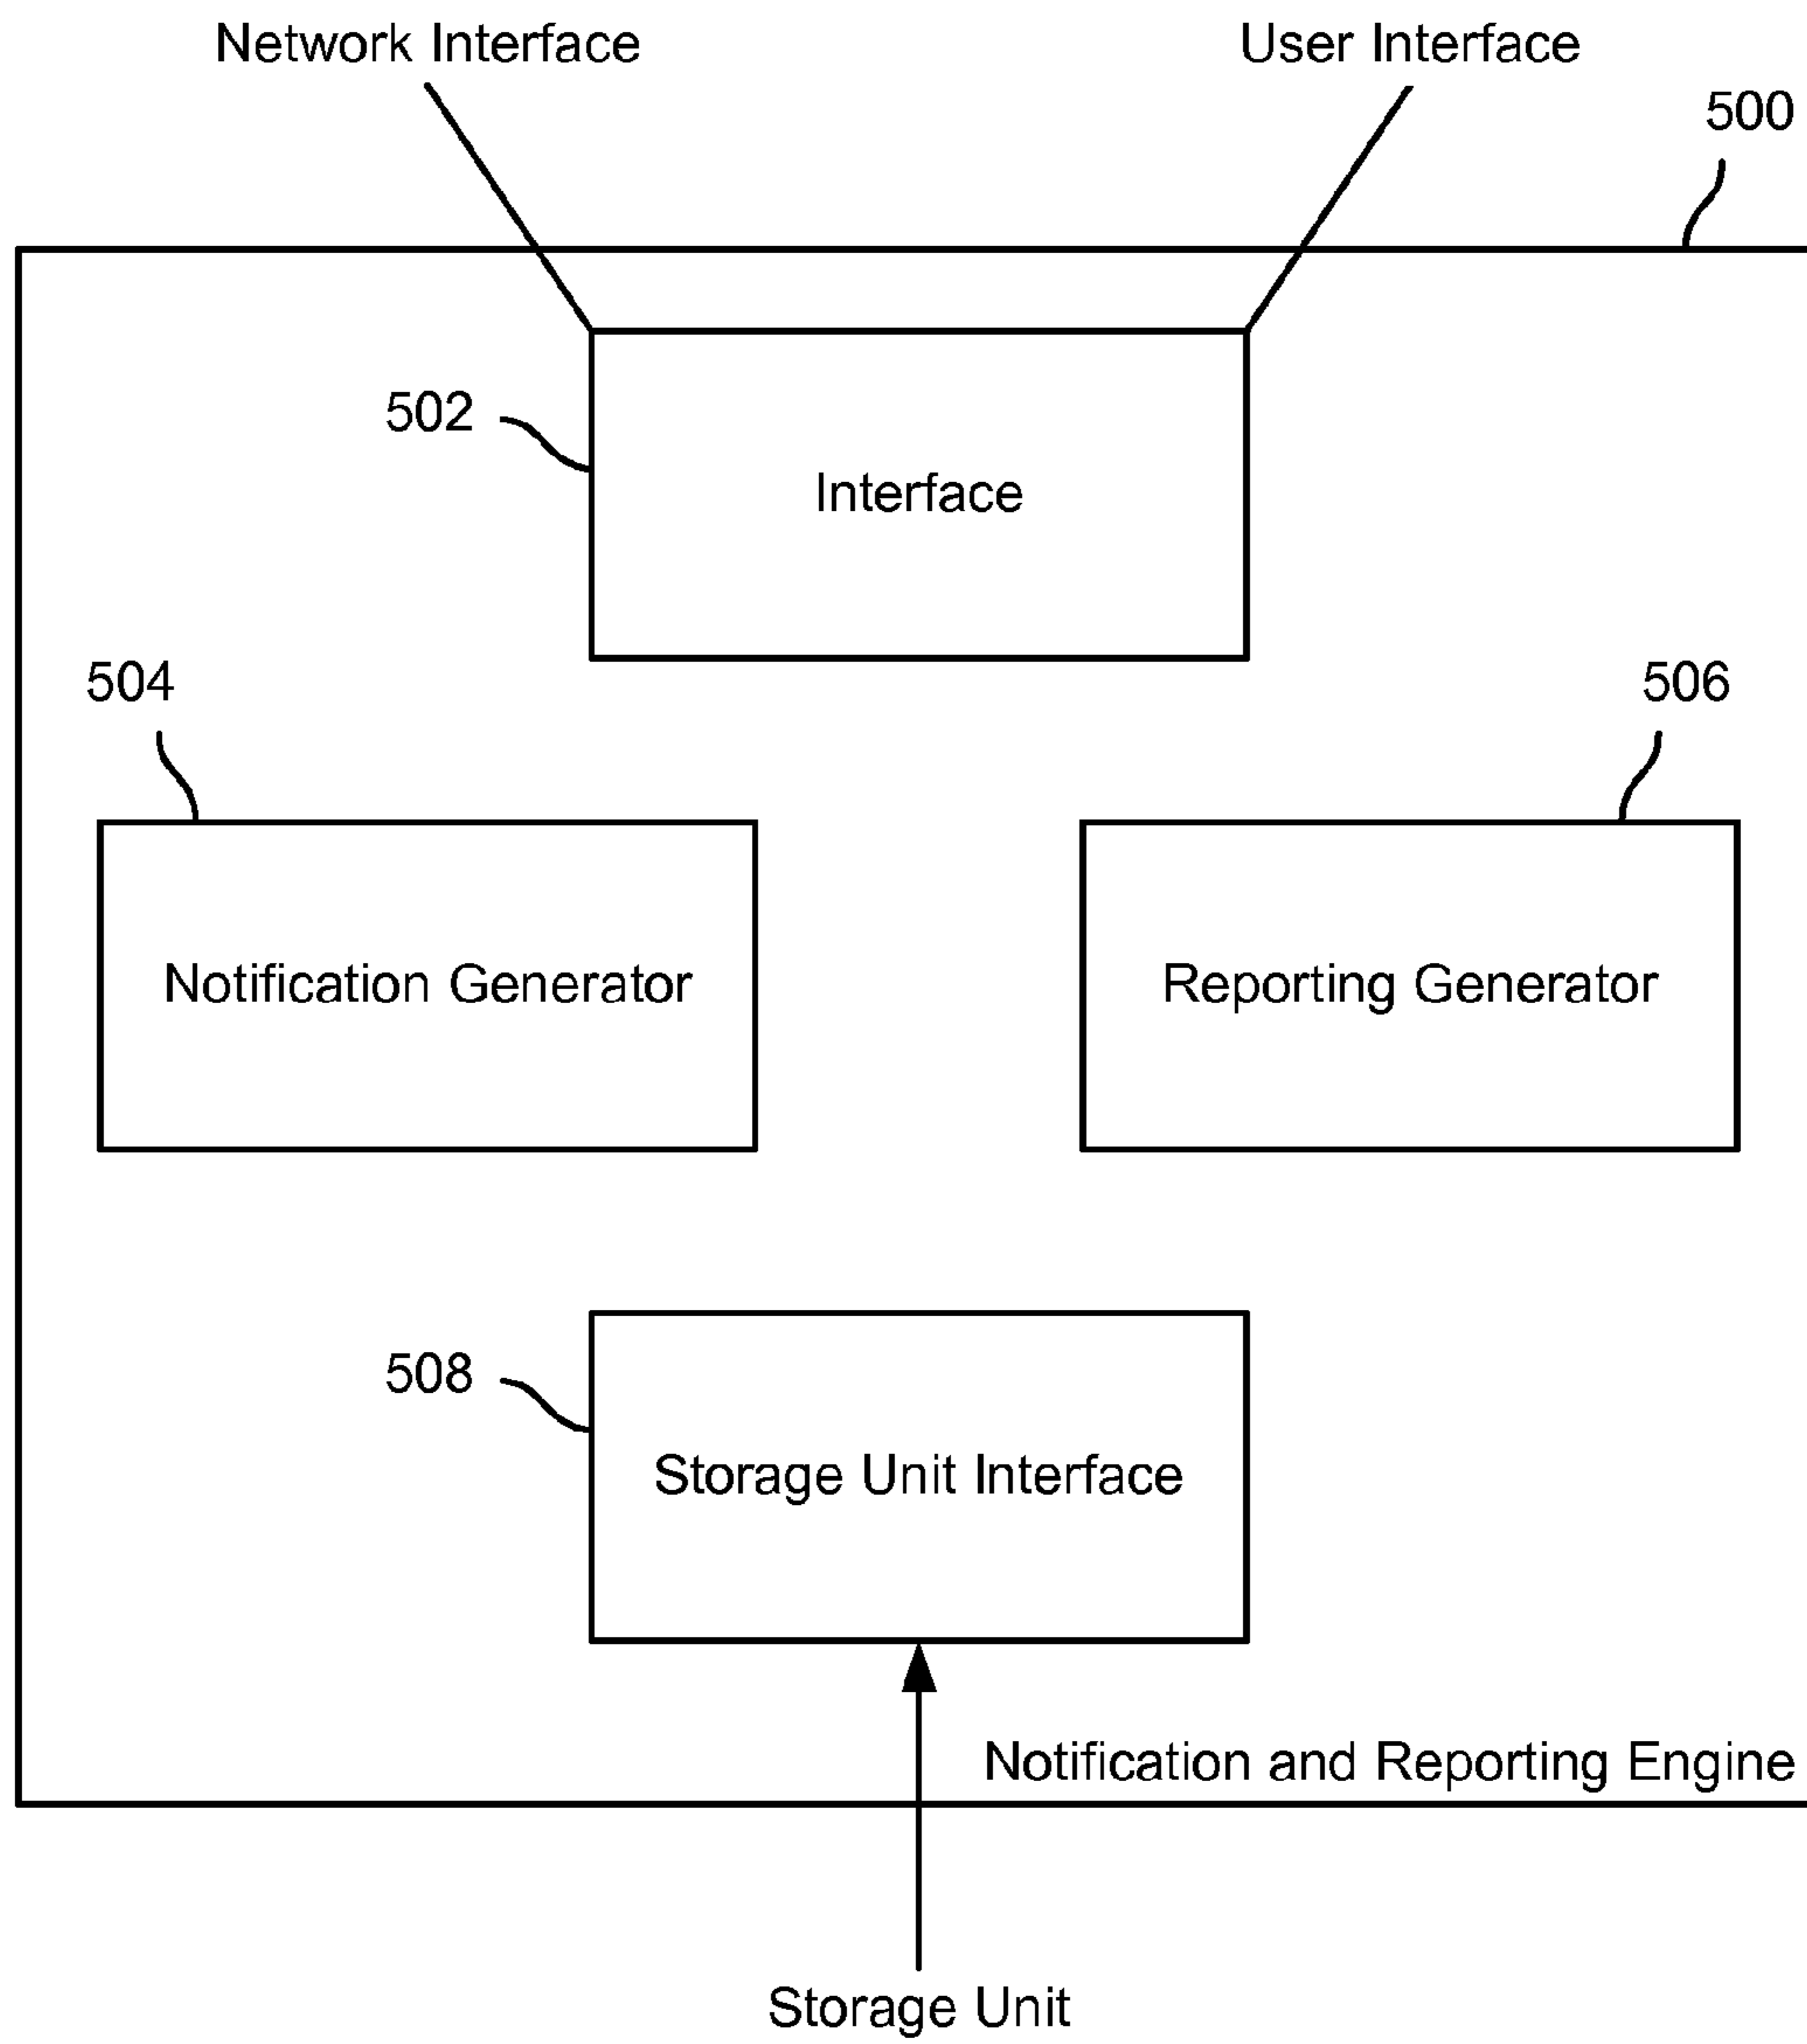 Network Interface
User Interface
500
502
Interface
504
506
Notification Generator
Reporting Generator
508
Storage Unit Interface
Notification and Reporting Engine
Storage Unit